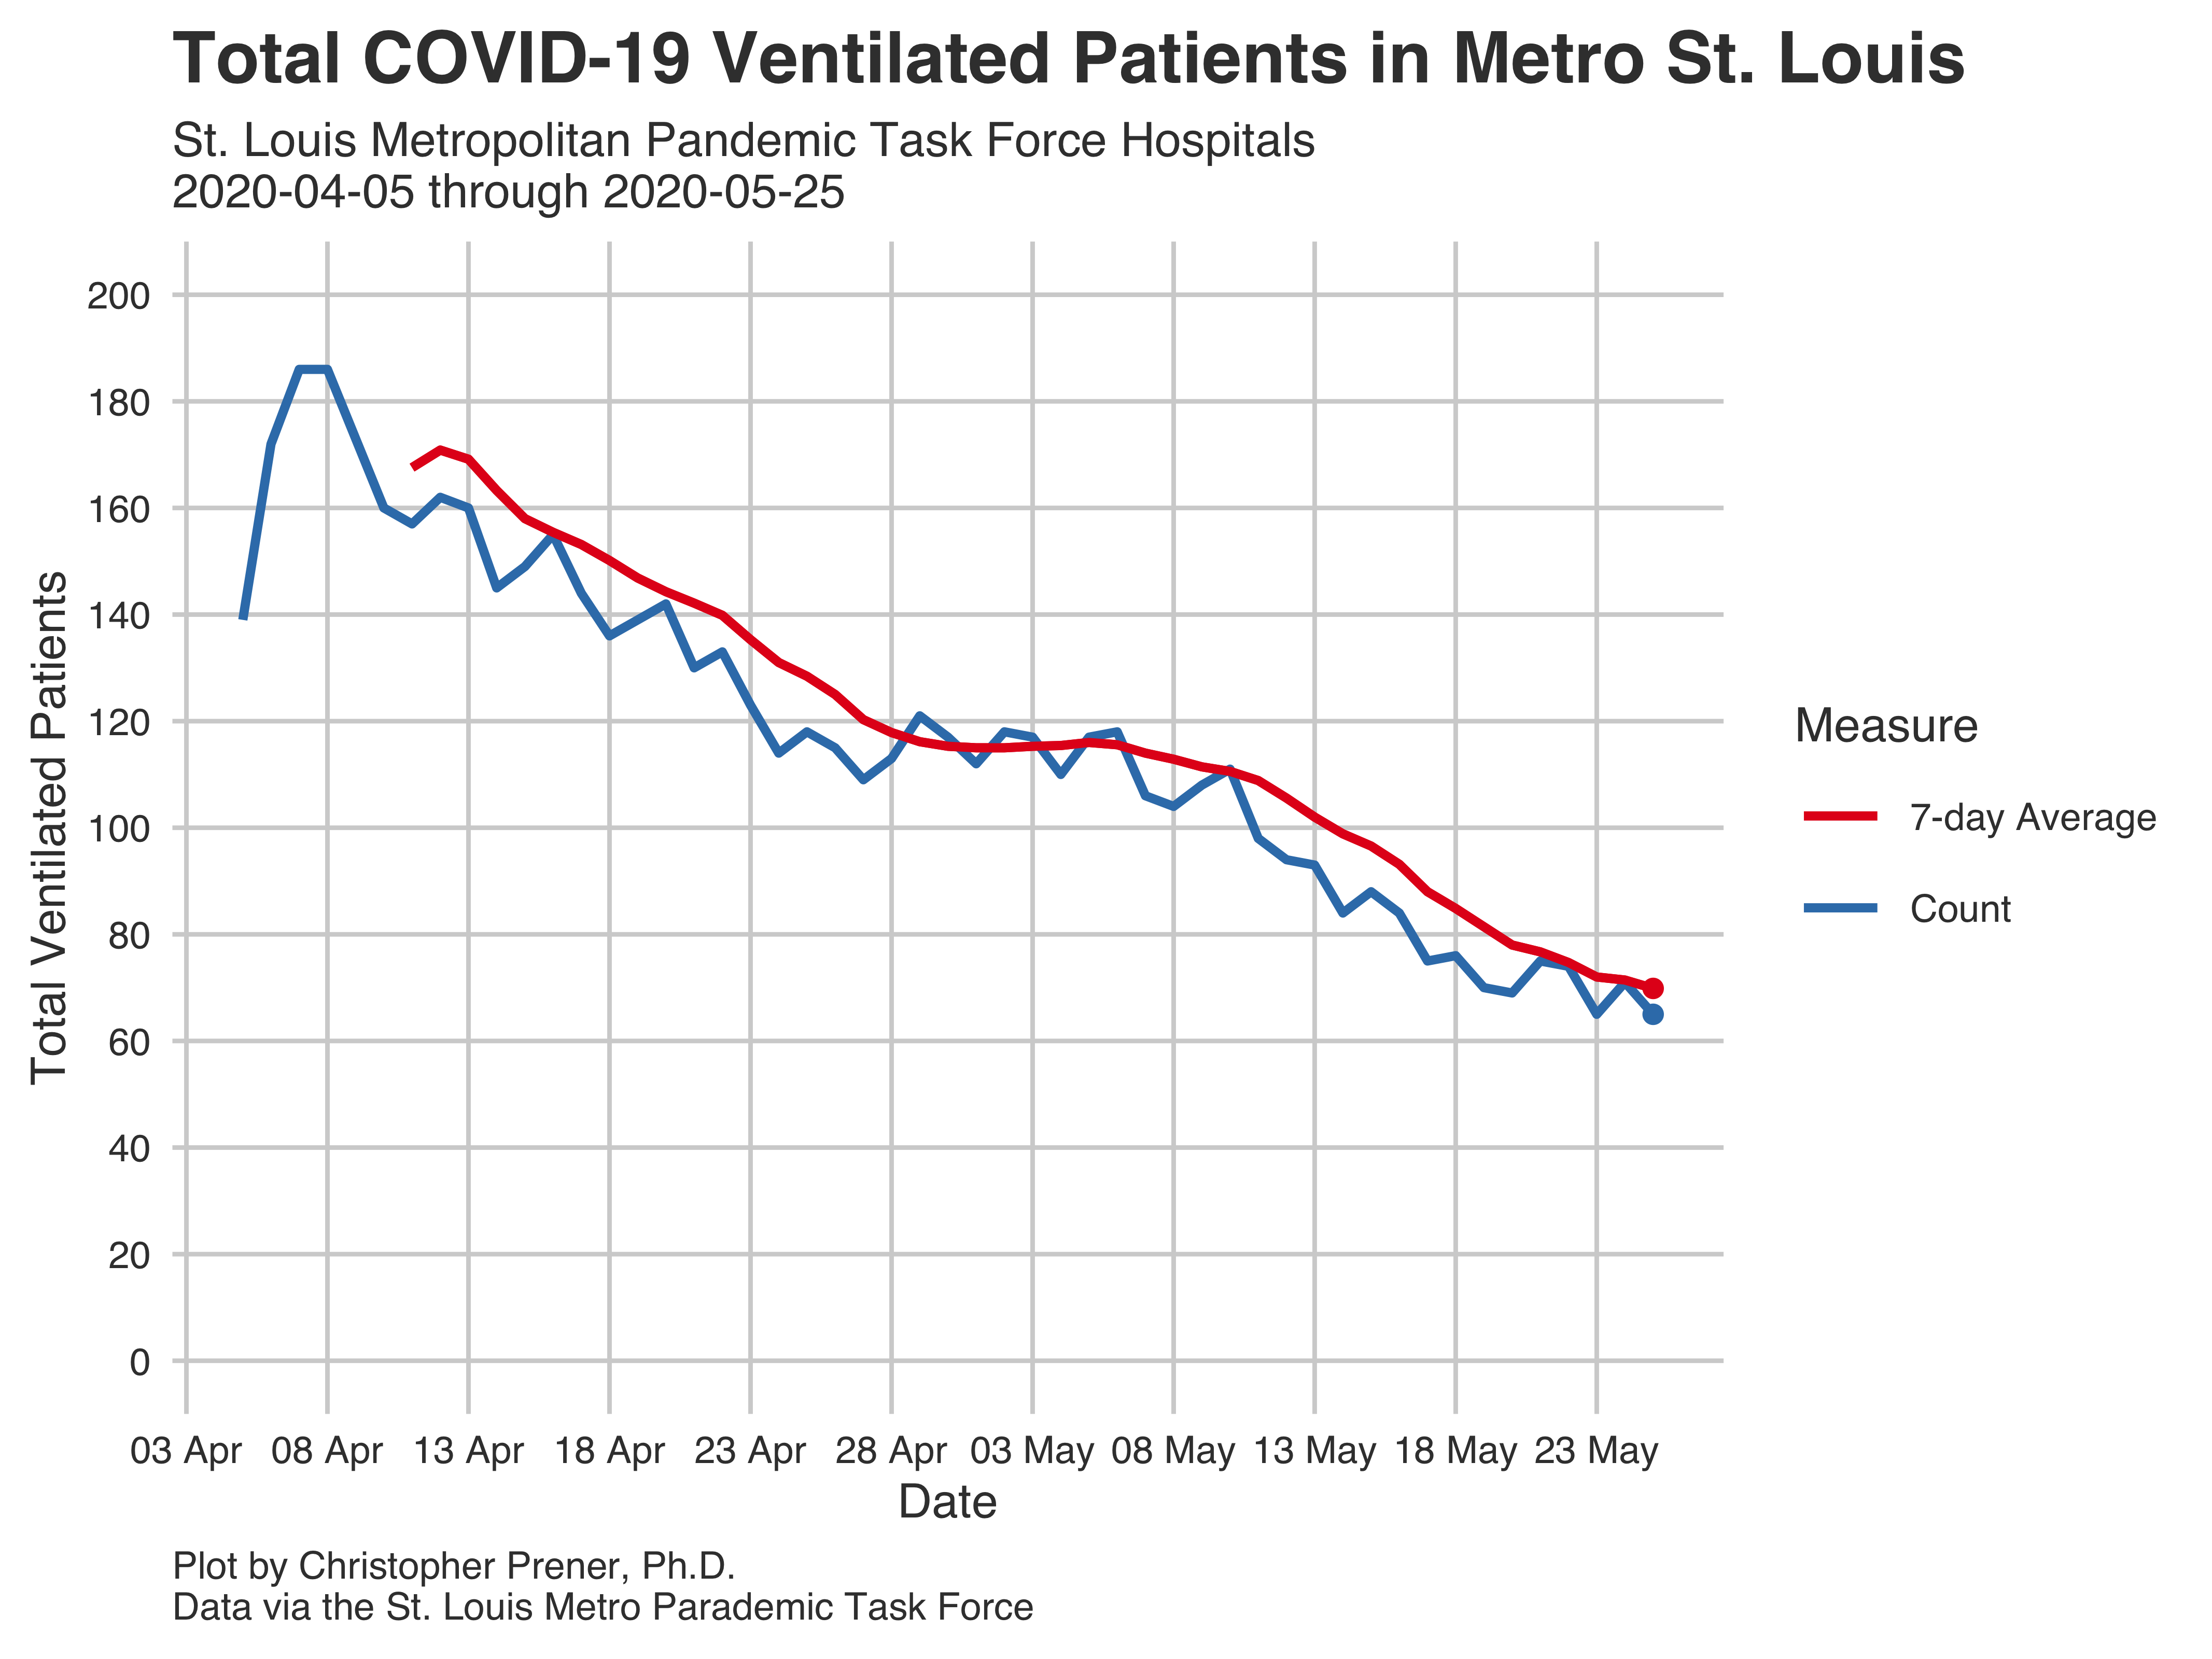 Total COVID-19 Ventilated Patients in Metro St. Louis
St. Louis Metropolitan Pandemic Task Force Hospitals
2020-04-05 through 2020-05-25
Total Ventilated Patients
200
180
160
140
120
100
80
60
40
20
0
03 Apr 08 Apr 13 Apr 18 Apr 23 Apr 28 Apr 03 May 08 May 13 May 18 May 23 May
Date
Measure
7-day Average
Count
Plot by Christopher Prener, Ph.D.
Data via the St. Louis Metro Parademic Task Force